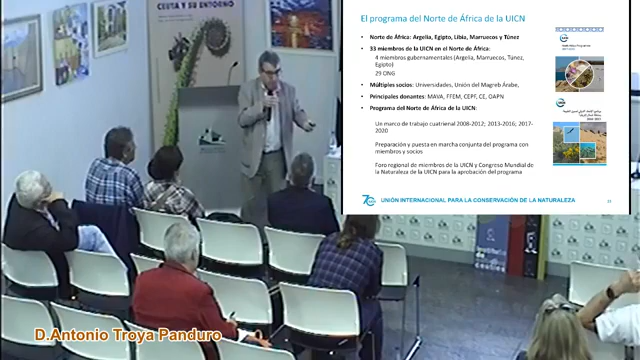 CEUTA Y SU ENTORNO
El programa del Norte de África de la UICN
• Norte de África: Argelia, Egipto, Libia, Marruecos y Túnez
• 33 miembros de la UICN en el Norte de África:
4 miembros gubernamentales (Argelia, Marruecos, Túnez,
Egipto)
29 ONG
• Múltiples socios: Universidades, Unión del Magreb Árabe,
• Principales donantes: MAVA, FFEM, CEPF, CE, OAPN
• Programa del Norte de África de la UICN:
Un marco de trabajo cuatrienal 2008-2012; 2013-2016; 2017-
2020
Preparación y puesta en marcha conjunta del programa con
miembros y socios
Foro regional de miembros de la UICN y Congreso Mundial de
la Naturaleza de la UICN para la aprobación del programa
UNIÓN INTERNACIONAL PARA LA CONSERVACIÓN DE LA NATURALEZA
D.Antonio Troya Panduro